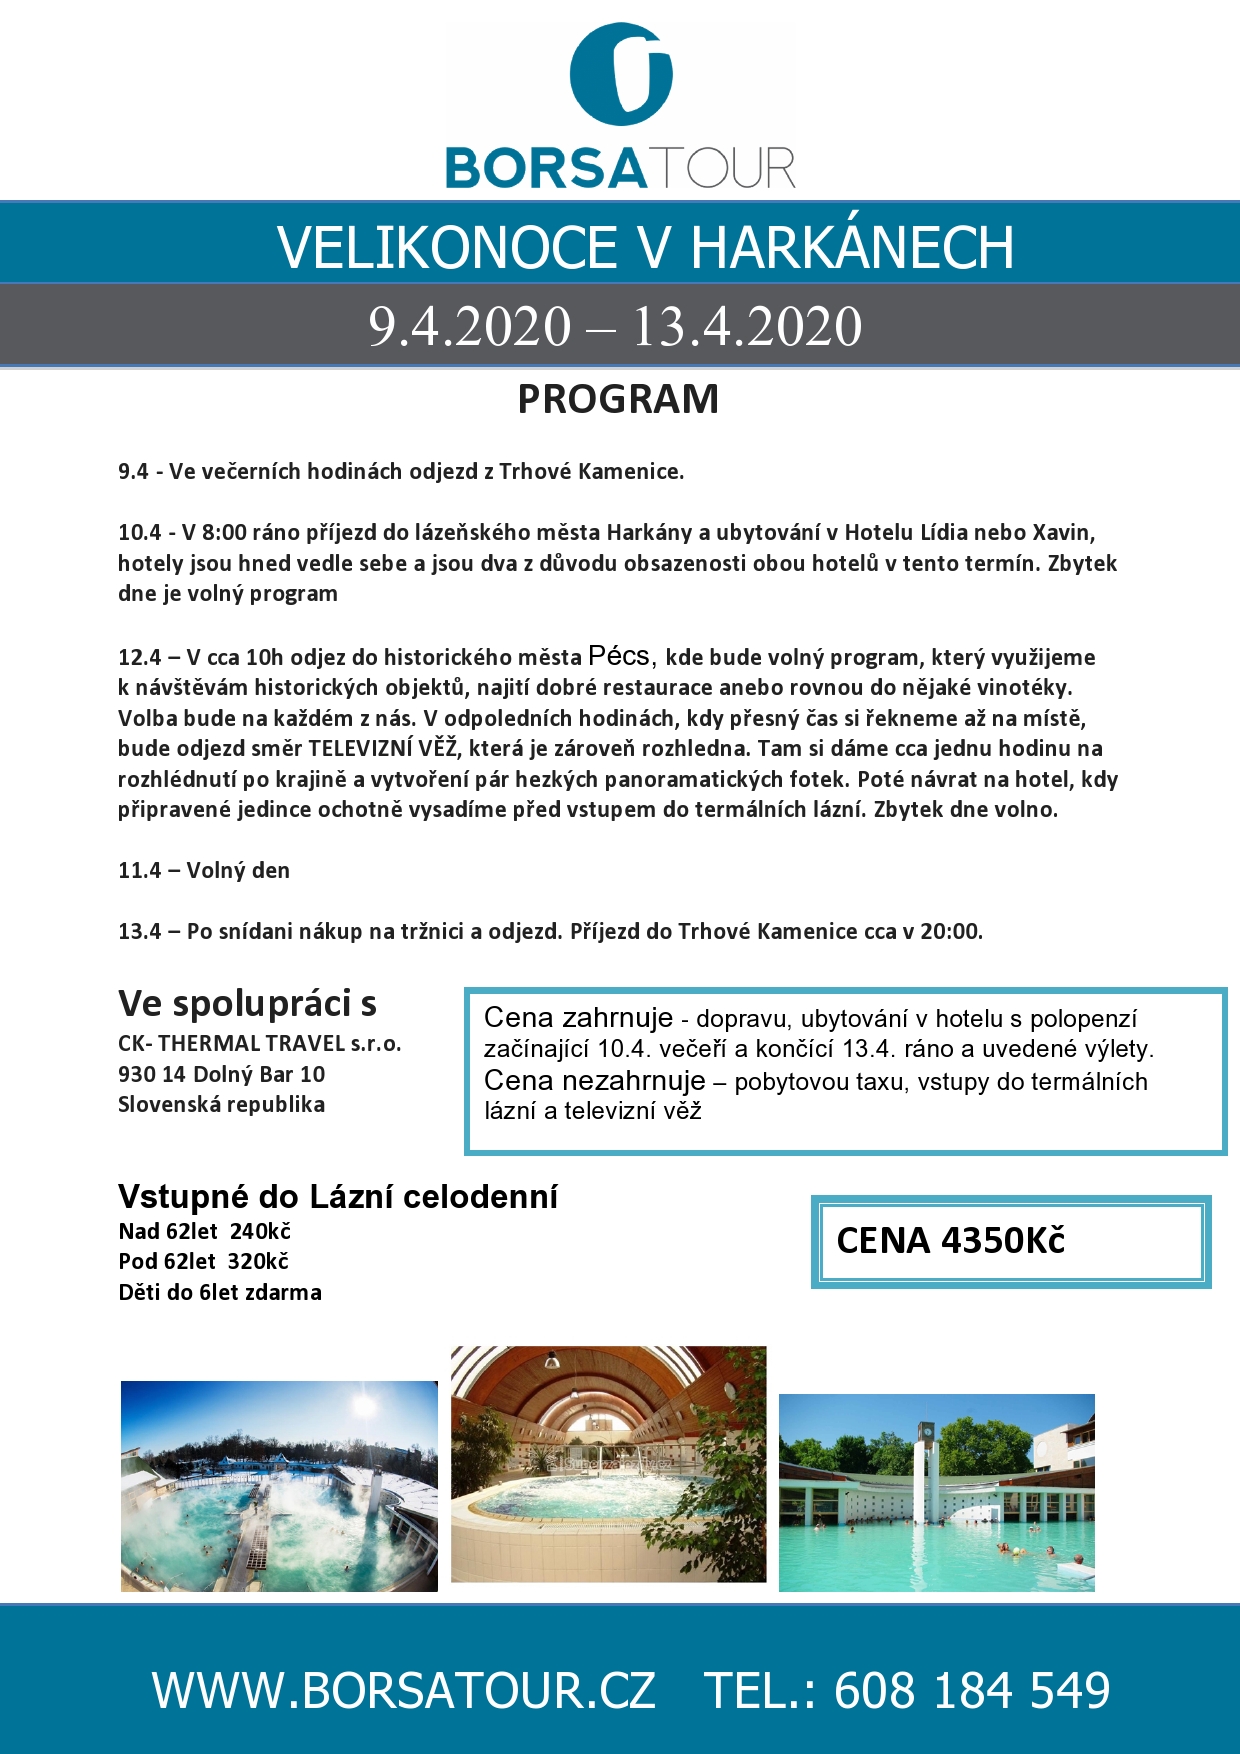 BORSATOUR
VELIKONOCE V HARKÁNECH
9.4.2020 – 13.4.2020
PROGRAM
9.4 - Ve večerních hodinách odjezd z Trhové Kamenice.
10.4 - V 8:00 ráno příjezd do lázeňského města Harkány a ubytování v Hotelu Lídia nebo Xavin,
hotely jsou hned vedle sebe a jsou dva z důvodu obsazenosti obou hotelů v tento termín. Zbytek
dne je volný program
12.4 – V cca 10h odjez do historického města Pécs, kde bude volný program, který využijeme
k návštěvám historických objektů, najití dobré restaurace anebo rovnou do nějaké vinotéky.
Volba bude na každém z nás. V odpoledních hodinách, kdy přesný čas si řekneme až na místě,
bude odjezd směr TELEVIZNÍ VĚŽ, která je zároveň rozhledna. Tam si dáme cca jednu hodinu na
rozhlédnutí po krajině a vytvoření pár hezkých panoramatických fotek. Poté návrat na hotel, kdy
připravené jedince ochotně vysadíme před vstupem do termálních lázní. Zbytek dne volno.
11.4 – Volný den
13.4 – Po snídani nákup na tržnici a odjezd. Příjezd do Trhové Kamenice cca v 20:00.
Ve spolupráci s
CK- THERMAL TRAVEL s.r.o.
930 14 Dolný Bar 10
Slovenská republika
Cena zahrnuje - dopravu, ubytování v hotelu s polopenzí
začínající 10.4. večeří a končící 13.4. ráno a uvedené výlety.
Cena nezahrnuje – pobytovou taxu, vstupy do termálních
lázní a televizní věž
Vstupné do Lázní celodenní
Nad 62let 240kč
Pod 62let 320kč
Děti do 6let zdarma
CENA 4350Kč
WWW.BORSATOUR.CZ TEL.: 608 184 549